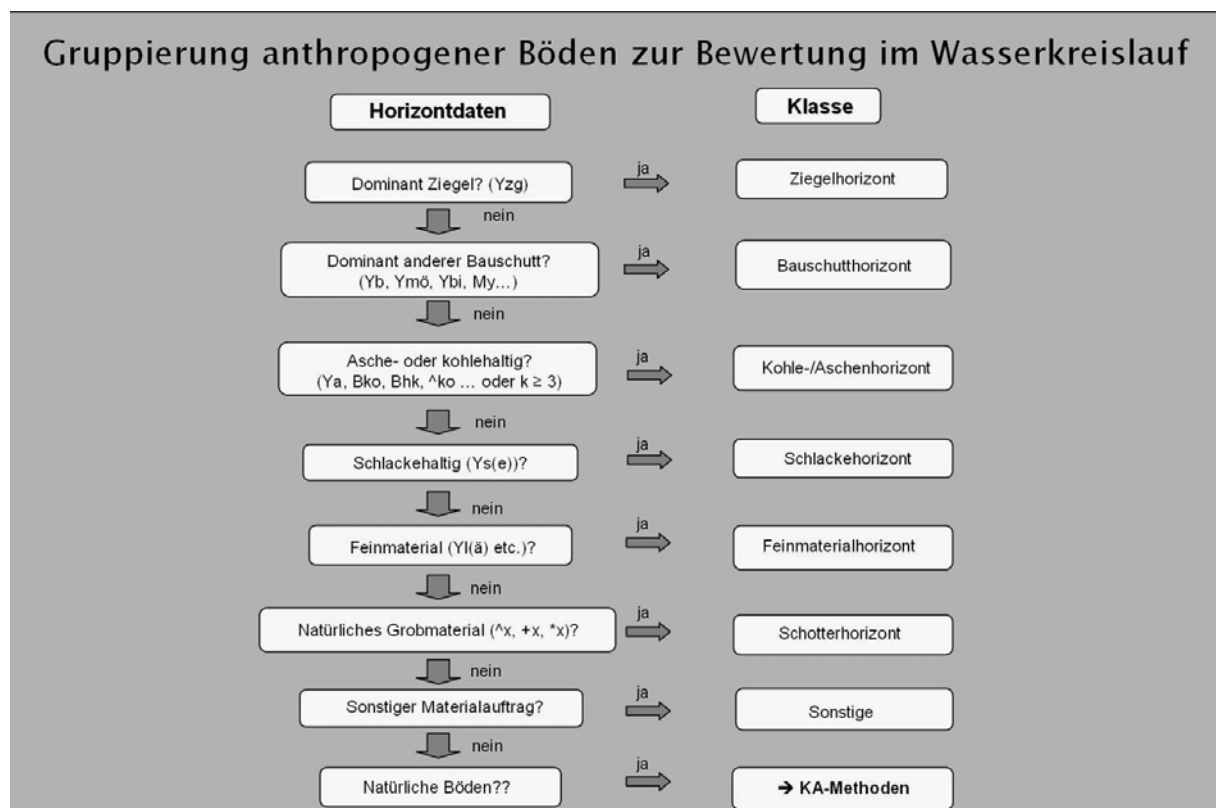 Gruppierung anthropogener Böden zur Bewertung im Wasserkreislauf
Horizontdaten
Klasse
Dominant Ziegel? (Yzg)
ja
Ziegelhorizont
nein
Dominant anderer Bauschutt?
(Yb, Ymö, Ybi, My...)
ja
Bauschutthorizont
nein
Asche- oder kohlehaltig?
(Ya, Bko, Bhk, ^ko ... oder k ≥ 3)
ja
Kohle-/Aschenhorizont
nein
Schlackehaltig (Ys(e))?
ja
Schlackehorizont
nein
Feinmaterial (Yl(ä) etc.)?
ja
Feinmaterialhorizont
nein
Natürliches Grobmaterial (^x, +x, *x)?
ja
Schotterhorizont
nein
Sonstiger Materialauftrag?
ja
Sonstige
nein
Natürliche Böden??
ja
➔ KA-Methoden